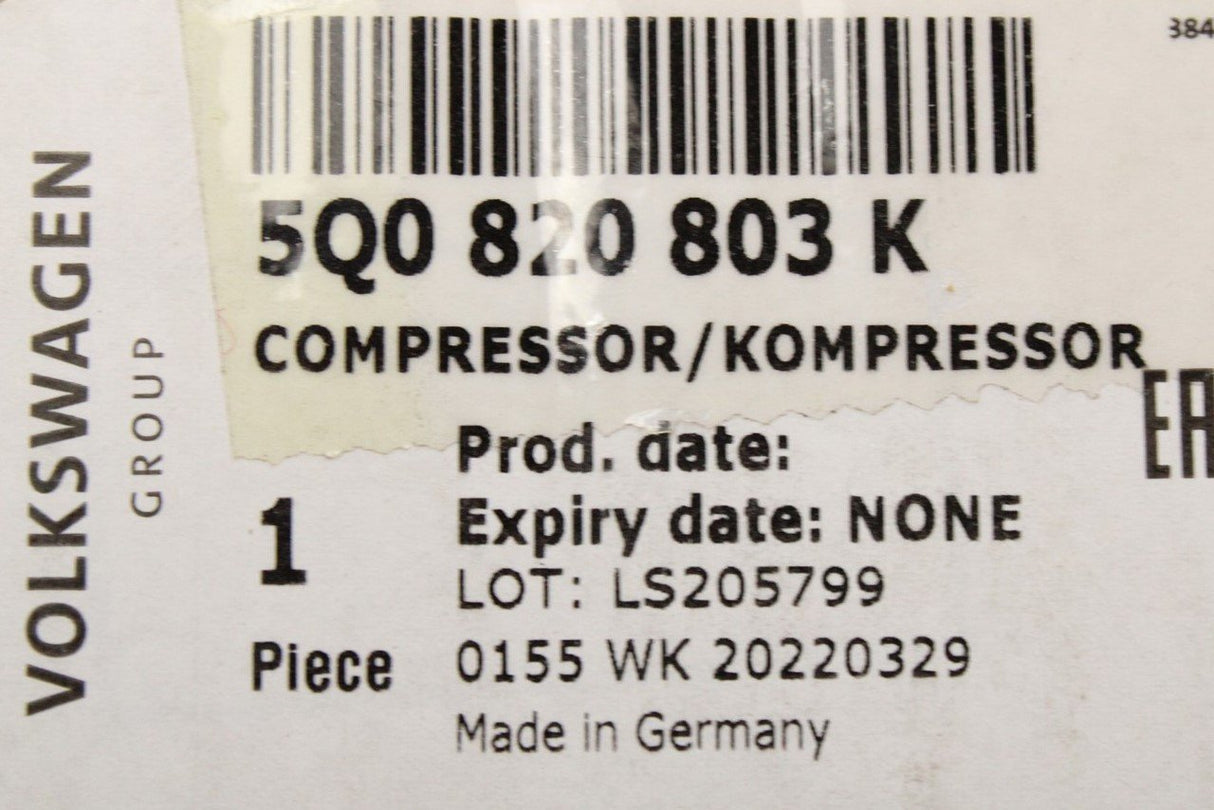 384
5Q0 820 803 K
COMPRESSOR/KOMPRESSOR
EAC
Prod. date:
Expiry date: NONE
1
LOT: LS205799
Piece
0155 WK 20220329
Made in Germany
VOLKSWAGEN
GROUP